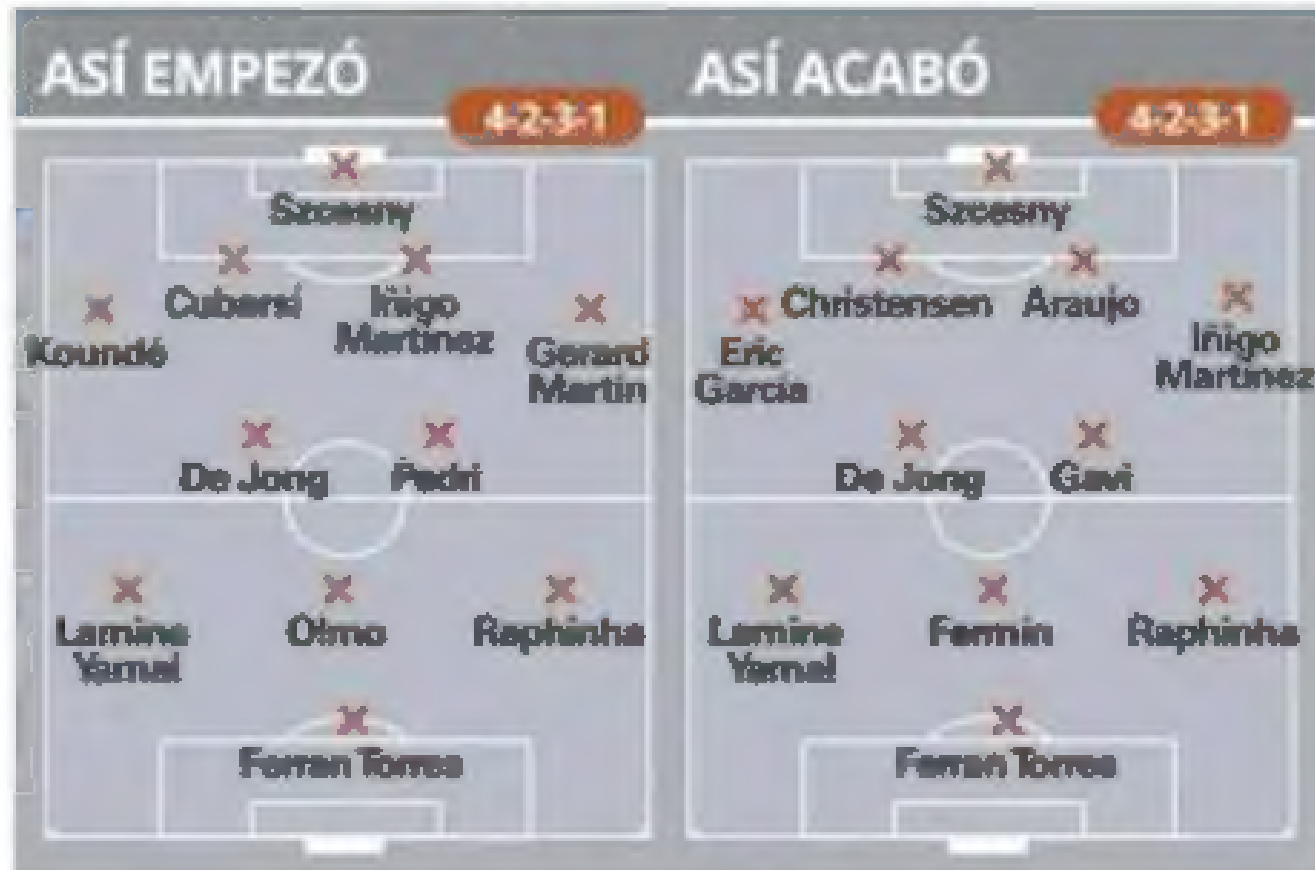 ASÍ EMPEZÓ
4-2-3-1
Szcesny
Cubarsí
Iñigo
Martínez
Koundé
Gerard
Martín
De Jong
Pedri
Lamine
Yamal
Olmo
Raphinha
Ferran Torres
ASÍ ACABÓ
4-2-3-1
Szcesny
Christensen
Araujo
Eric
García
Iñigo
Martínez
De Jong
Gavi
Lamine
Yamal
Fermín
Raphinha
Ferran Torres